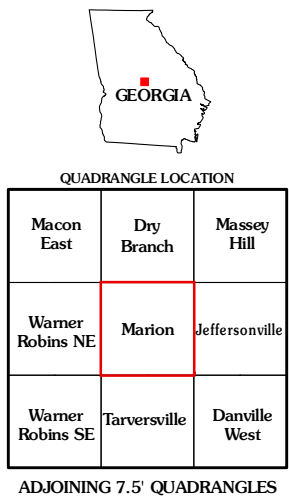 GEORGIA
QUADRANGLE LOCATION
Macon
East
Dry
Branch
Massey
Hill
Warner
Robins NE
Marion
Jeffersonville
Warner
Robins SE
Tarversville
Danville
West
ADJOINING 7.5' QUADRANGLES